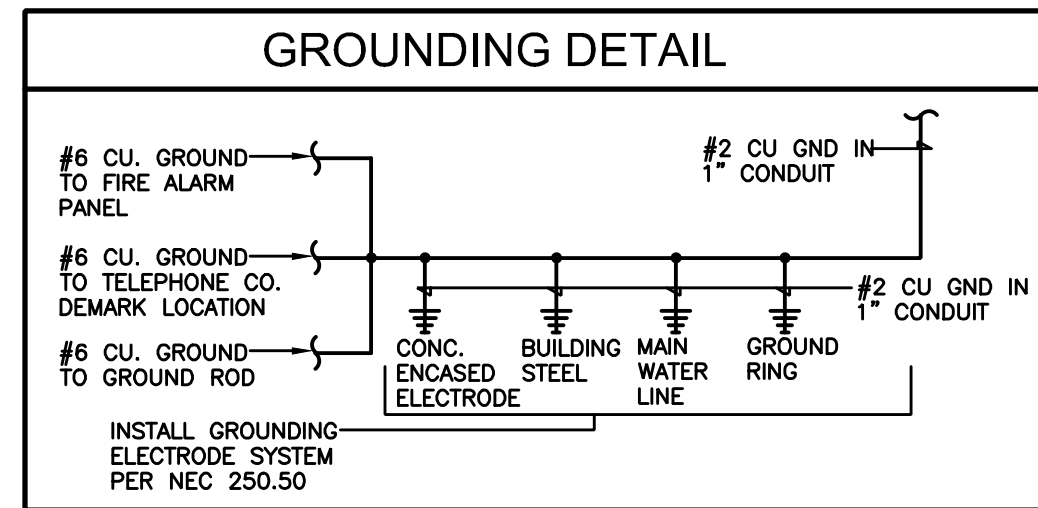 GROUNDING DETAIL
#6 CU. GROUND
TO FIRE ALARM
PANEL
#2 CU GND IN
1" CONDUIT
#6 CU. GROUND
TO TELEPHONE CO.
DEMARK LOCATION
#2 CU GND IN
1" CONDUIT
#6 CU. GROUND
TO GROUND ROD
CONC.
ENCASED
ELECTRODE
BUILDING
STEEL
MAIN
WATER
LINE
GROUND
RING
INSTALL GROUNDING
ELECTRODE SYSTEM
PER NEC 250.50